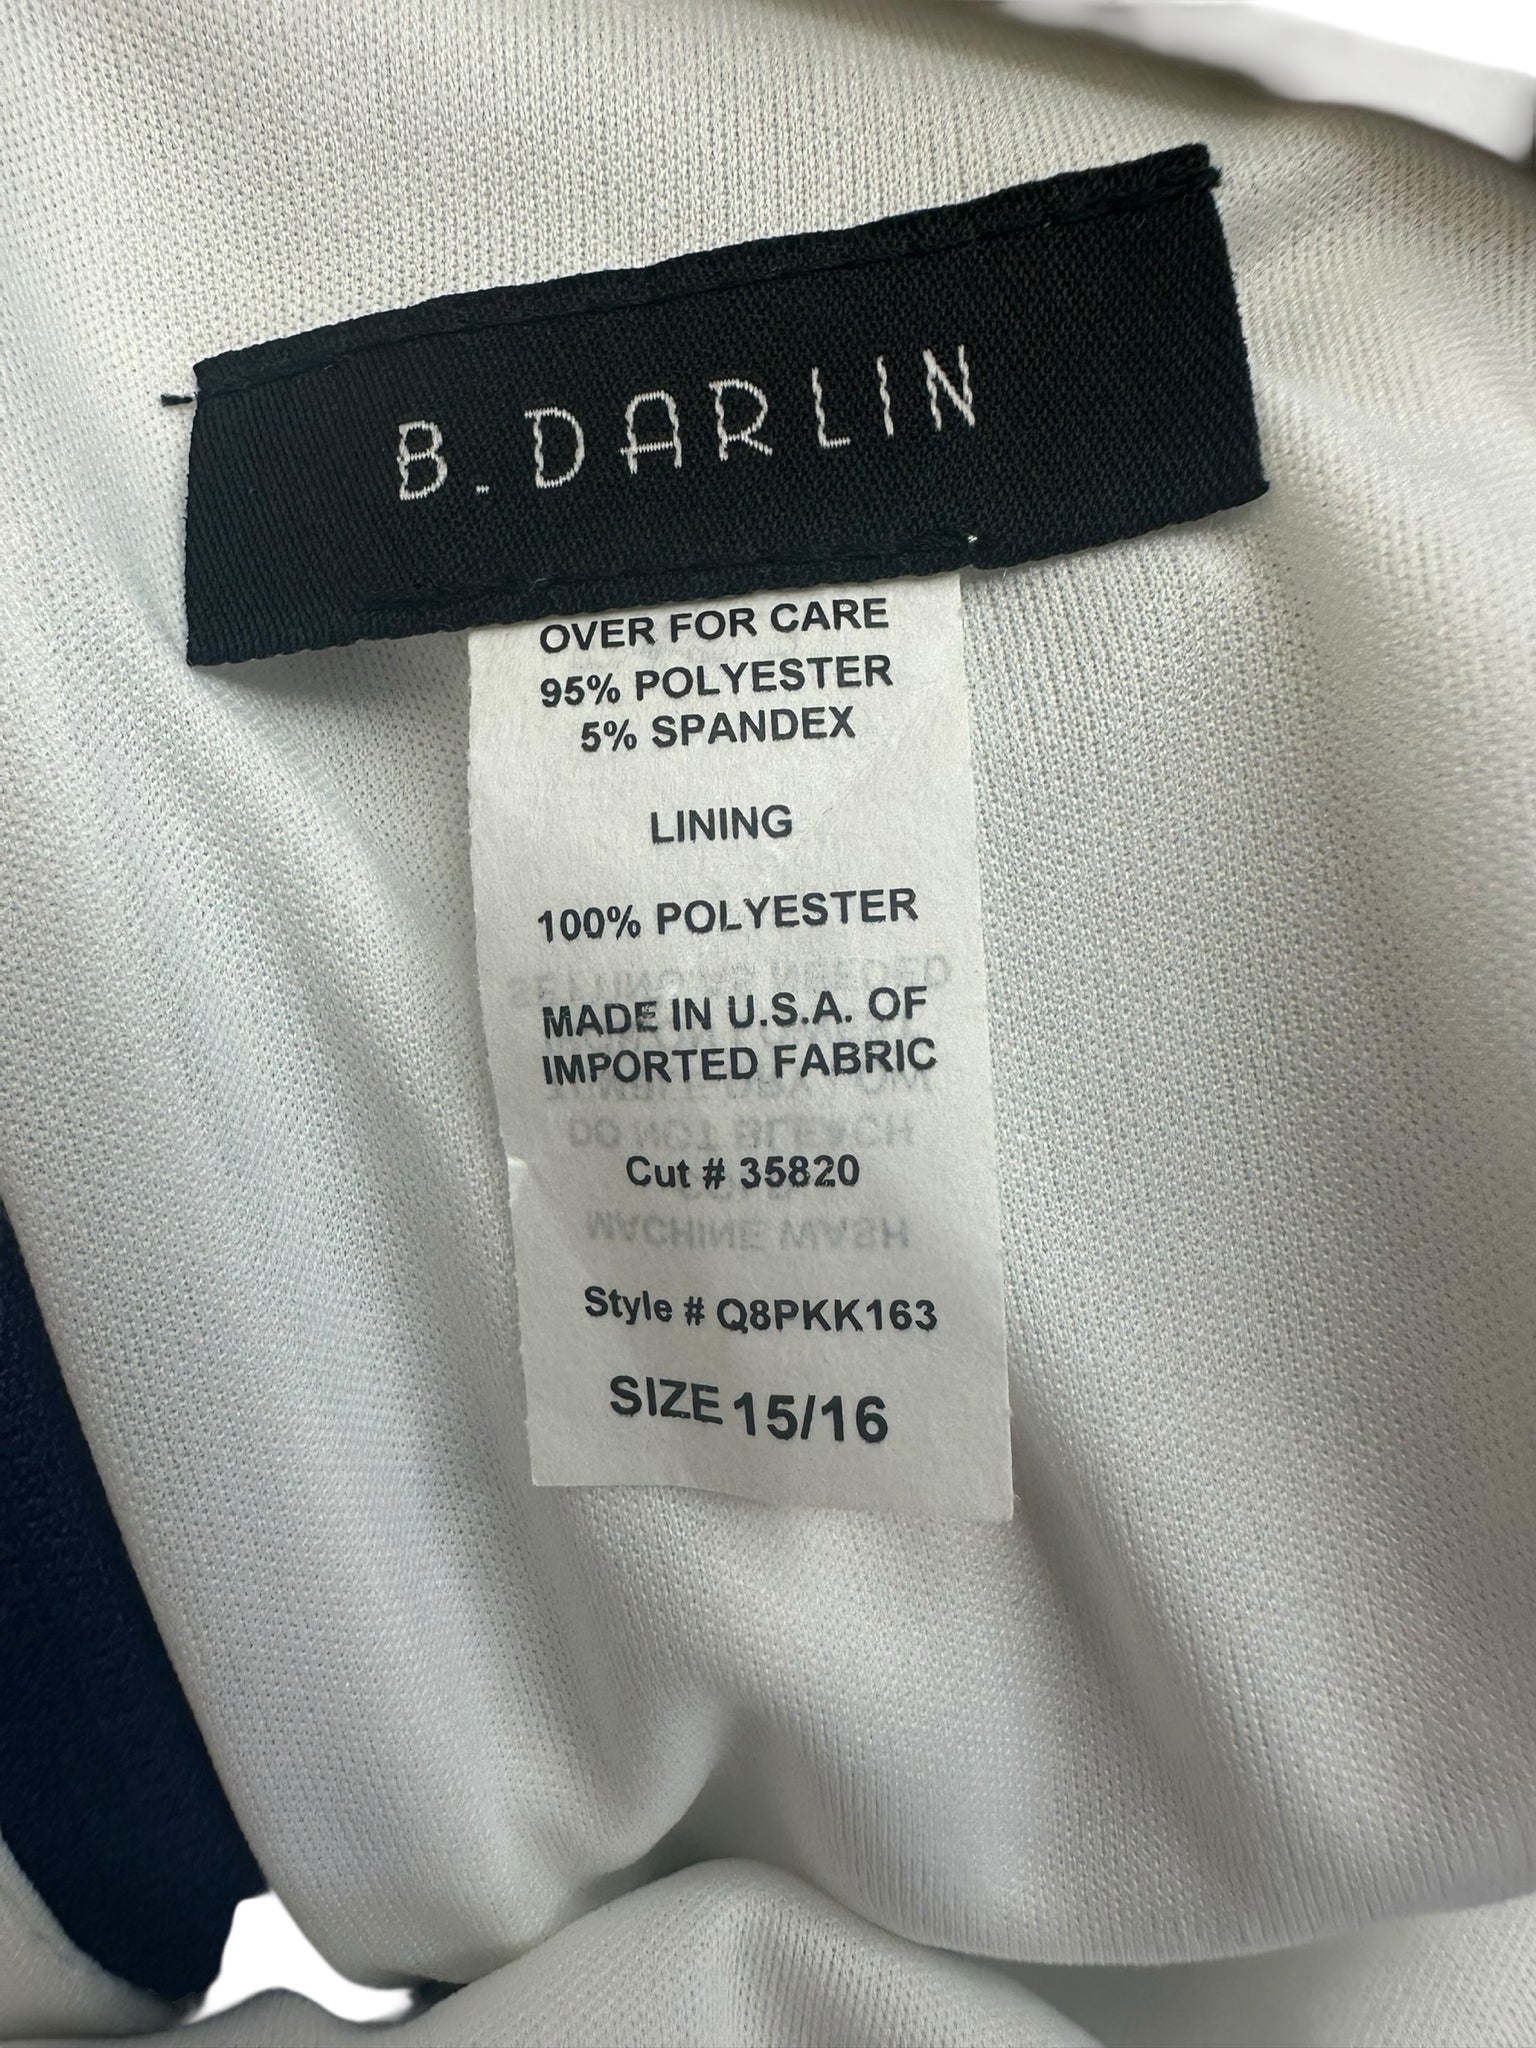 B. DARLIN
OVER FOR CARE
95% POLYESTER
5% SPANDEX
LINING
100% POLYESTER
MADE IN U.S.A. OF
IMPORTED FABRIC
Cut # 35820
Style # Q8PKK163
SIZE 15/16